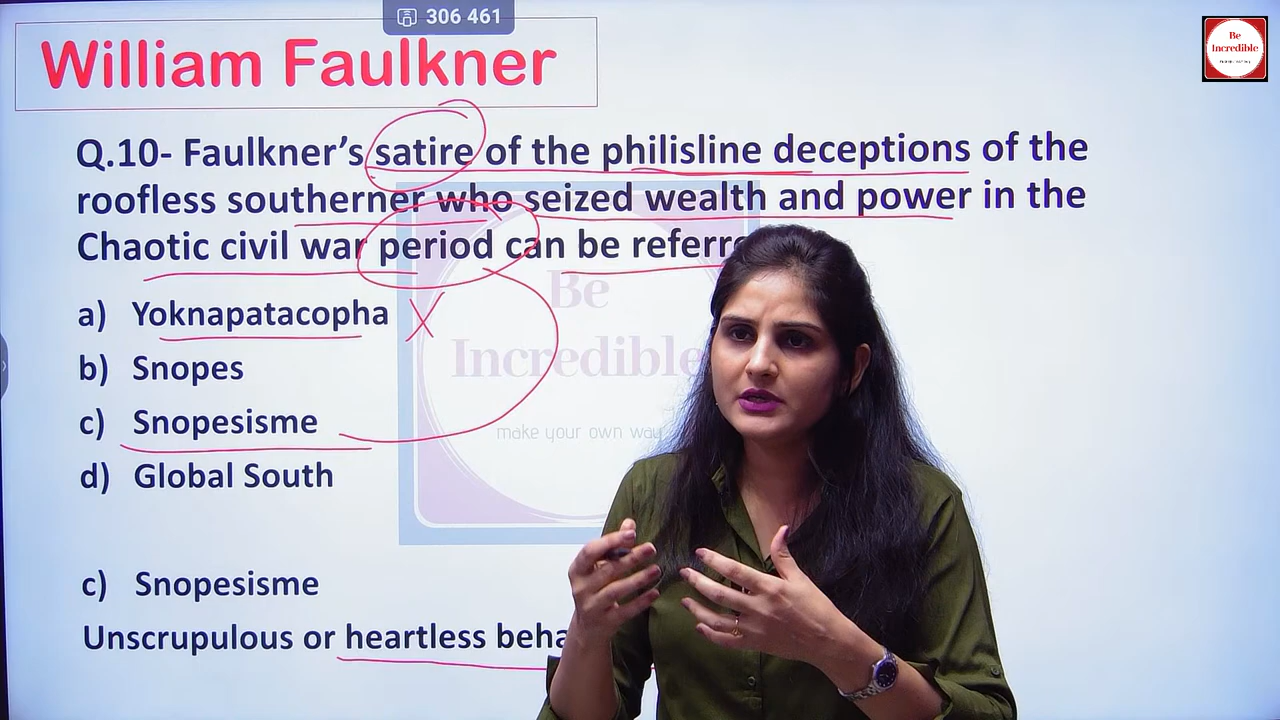 306 461
William Faulkner
Be
Incredible
Q.10- Faulkner's satire of the philisline deceptions of the
roofless southerner who seized wealth and power in the
Chaotic civil war period can be
a) Yoknapatacopha
b) Snopes
c) Snopesisme
d) Global South
Be
Incredible
make your own way
c) Snopesisme
Unscrupulous or heartless